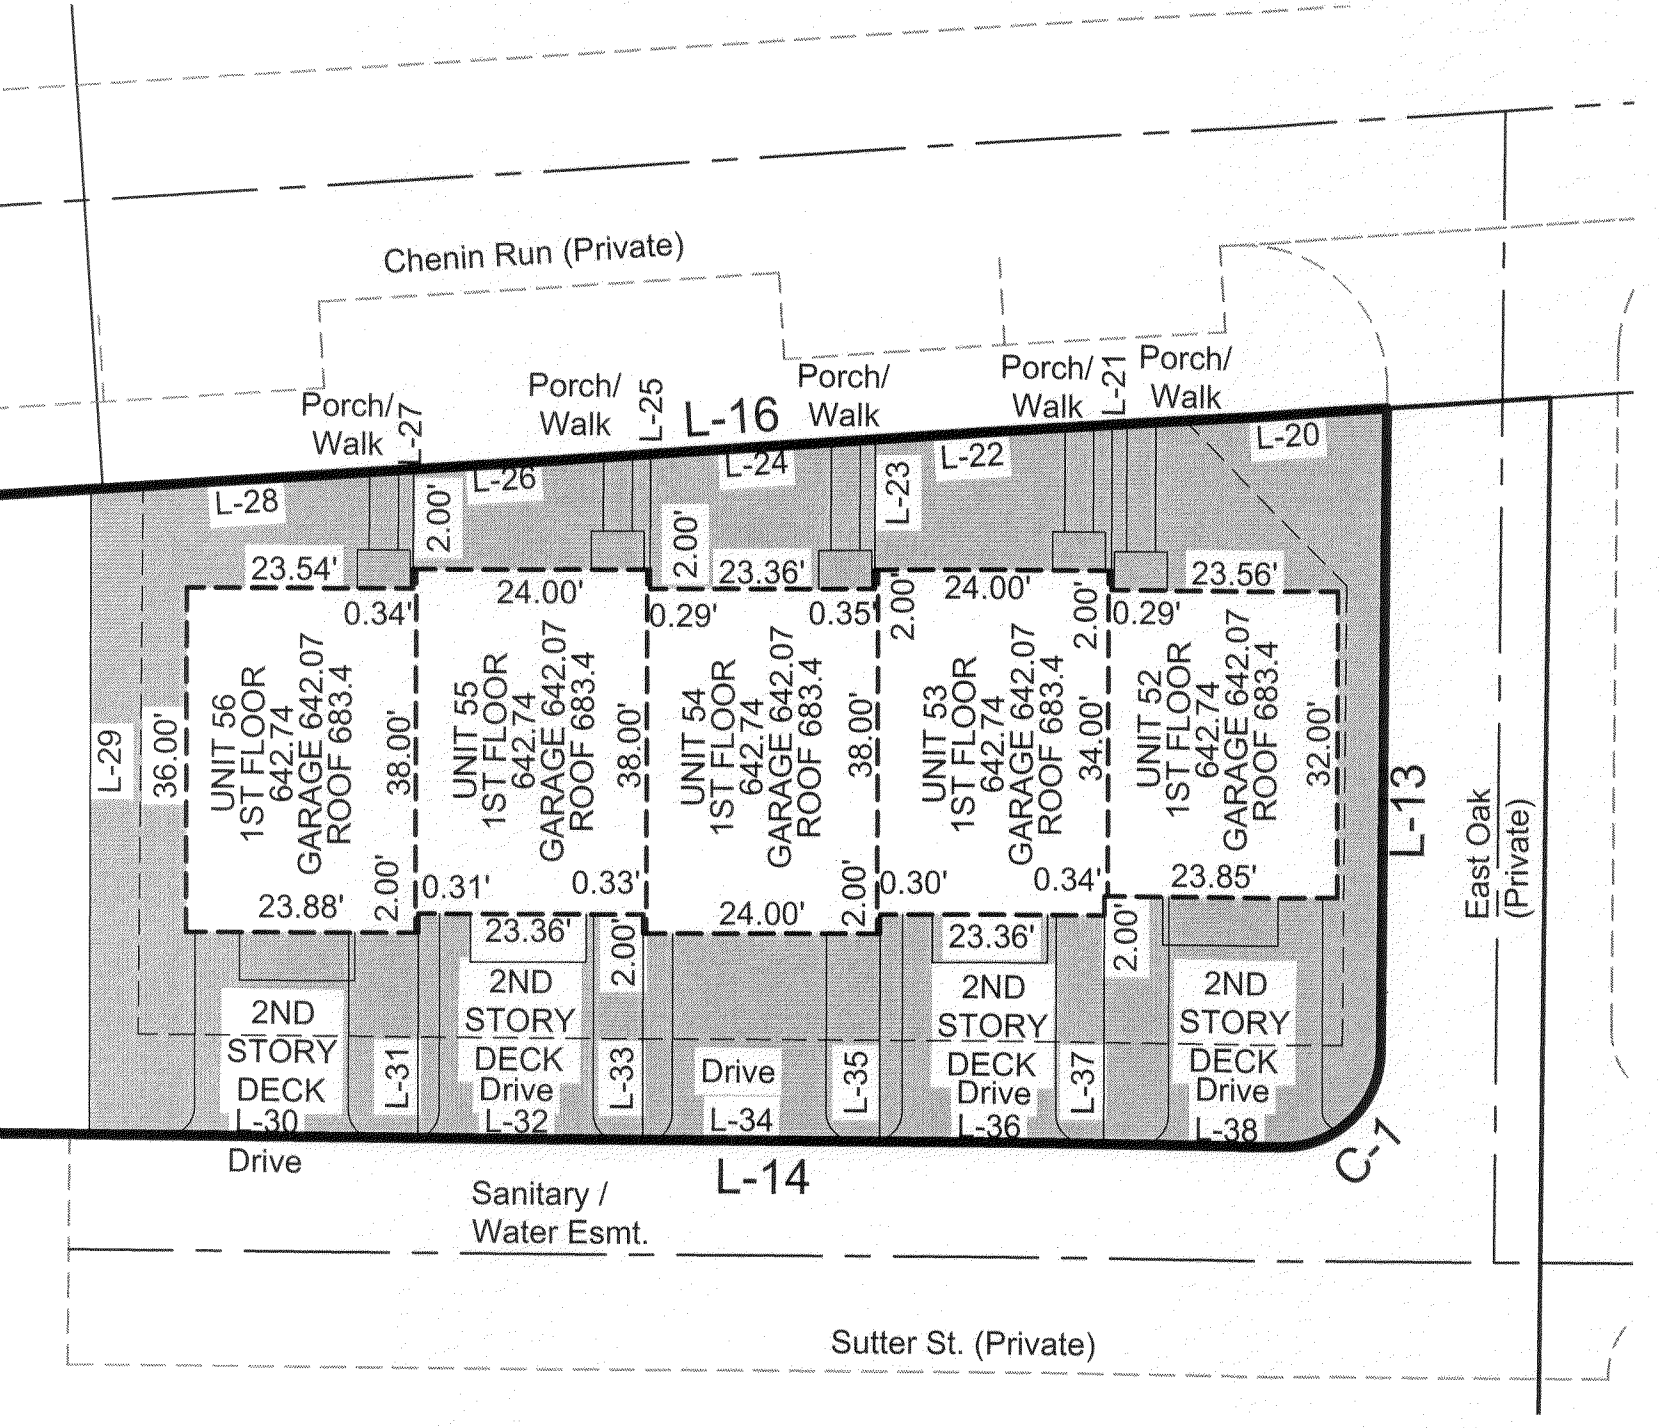 Chenin Run (Private)
Porch/
Walk
L-27
Porch/
Walk
L-25
L-16
Porch/
Walk
Porch/
Walk
L-21
Porch/
Walk
L-28
L-26
L-24
L-23
L-22
L-20
2.00'
2.00'
23.54'
24.00'
23.36'
24.00'
23.56'
0.34'
0.29'
0.35'
2.00'
2.00'
0.29'
L-29
36.00'
UNIT 56
1ST FLOOR
642.74
GARAGE 642.07
ROOF 683.4
38.00'
UNIT 55
1ST FLOOR
642.74
GARAGE 642.07
ROOF 683.4
38.00'
UNIT 54
1ST FLOOR
642.74
GARAGE 642.07
ROOF 683.4
38.00'
UNIT 53
1ST FLOOR
642.74
GARAGE 642.07
ROOF 683.4
34.00'
UNIT 52
1ST FLOOR
642.74
GARAGE 642.07
ROOF 683.4
32.00'
L-13
East Oak
(Private)
23.88'
2.00'
0.31'
0.33'
24.00'
2.00'
0.30'
0.34'
23.85'
23.36'
2.00'
23.36'
2.00'
2ND
STORY
DECK
L-30
Drive
L-31
2ND
STORY
DECK
Drive
L-32
L-33
Drive
L-34
L-35
2ND
STORY
DECK
Drive
L-36
L-37
2ND
STORY
DECK
Drive
L-38
C-1
L-14
Sanitary /
Water Esmt.
Sutter St. (Private)